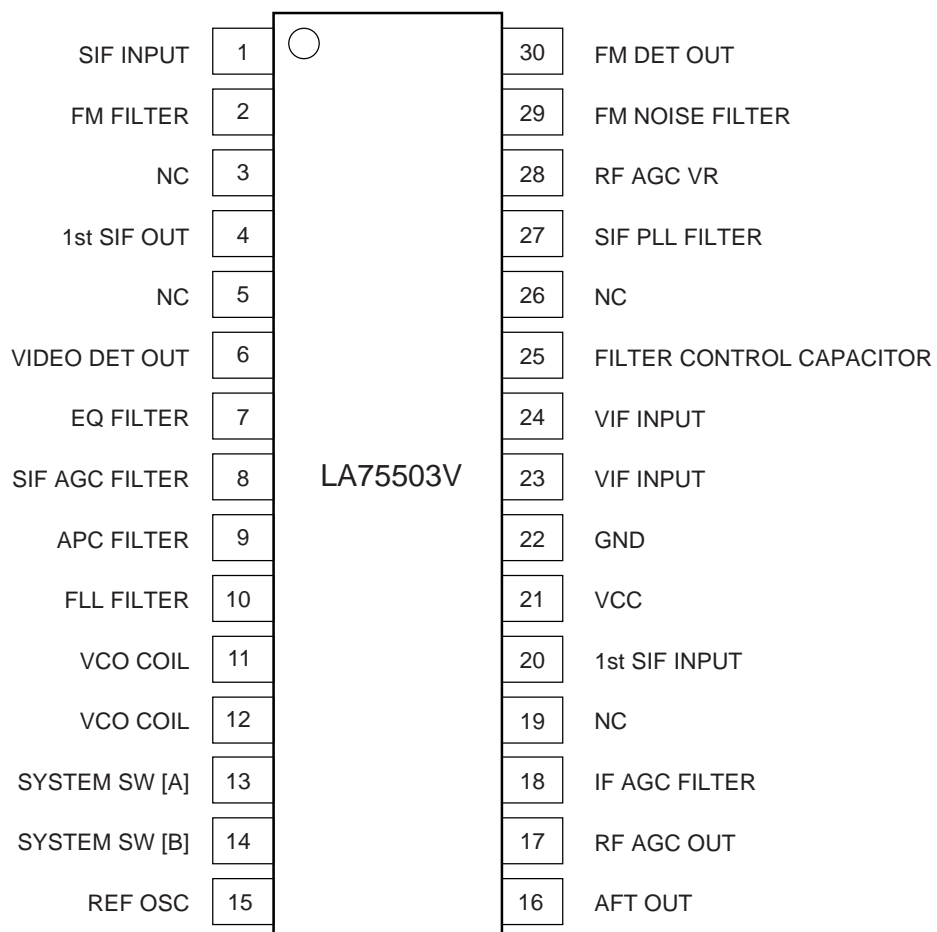 SIF INPUT 1 30 FM DET OUT
FM FILTER 2 29 FM NOISE FILTER
NC 3 28 RF AGC VR
1st SIF OUT 4 27 SIF PLL FILTER
NC 5 26 NC
VIDEO DET OUT 6 25 FILTER CONTROL CAPACITOR
EQ FILTER 7 24 VIF INPUT
SIF AGC FILTER 8 LA75503V 23 VIF INPUT
APC FILTER 9 22 GND
FLL FILTER 10 21 VCC
VCO COIL 11 20 1st SIF INPUT
VCO COIL 12 19 NC
SYSTEM SW [A] 13 18 IF AGC FILTER
SYSTEM SW [B] 14 17 RF AGC OUT
REF OSC 15 16 AFT OUT